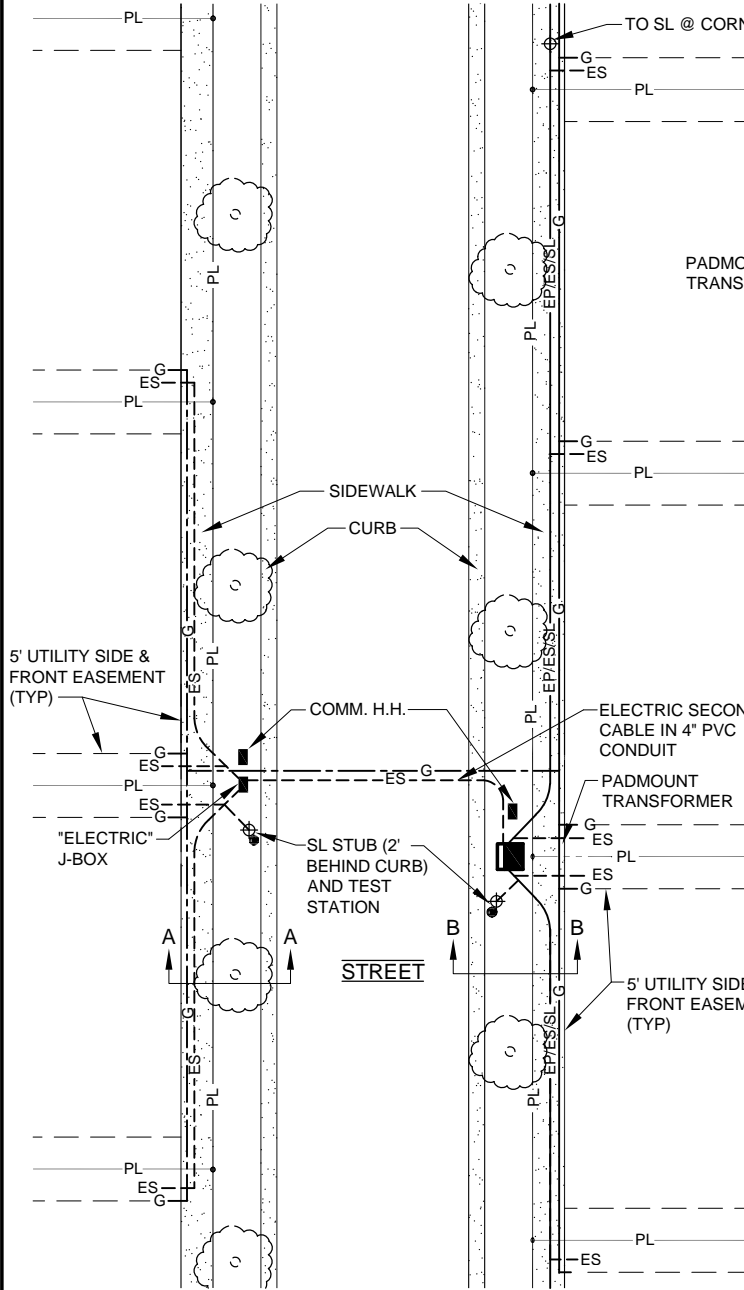 PL
TO SL @ CORN
G
ES
PL
G
PL
EP/ES/SL
PADMO
TRANS
PL
G
ES
PL
G
ES
PL
SIDEWALK
CURB
G
EP/ES/SL
G
PL
ES
5' UTILITY SIDE &
FRONT EASEMENT
(TYP)
COMM. H.H.
PL
ELECTRIC SECON
CABLE IN 4" PVC
CONDUIT
G
ES
PL
ES
G
G
ES
PADMOUNT
TRANSFORMER
G
ES
PL
ES
G
"ELECTRIC"
J-BOX
SL STUB (2'
BEHIND CURB)
AND TEST
STATION
A
A
B
B
STREET
5' UTILITY SIDE
FRONT EASEM
(TYP)
G
G
ES
EP/ES/SL
PL
PL
PL
ES
G
PL
ES